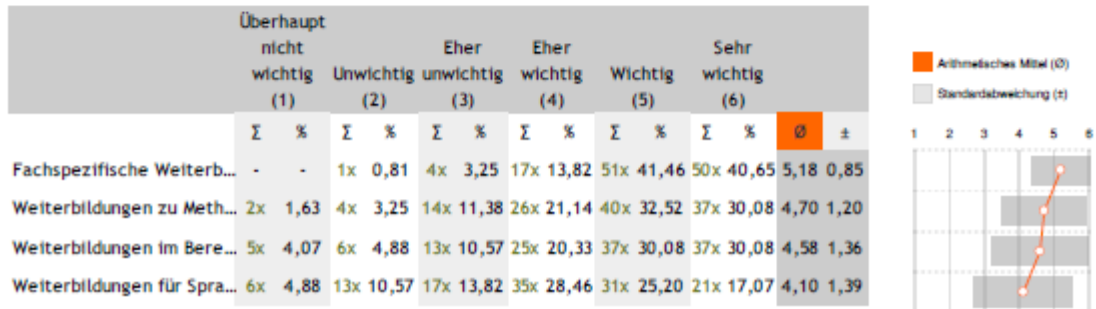 Überhaupt
nicht Eher Eher Sehr
wichtig Unwichtig unwichtig wichtig Wichtig wichtig
(1) (2) (3) (4) (5) (6)
Σ % Σ % Σ % Σ % Σ % Σ % Ø ±
Fachspezifische Weiterb... - - 1x 0,81 4x 3,25 17x 13,82 51x 41,46 50x 40,65 5,18 0,85
Weiterbildungen zu Meth... 2x 1,63 4x 3,25 14x 11,38 26x 21,14 40x 32,52 37x 30,08 4,70 1,20
Weiterbildungen im Bere... 5x 4,07 6x 4,88 13x 10,57 25x 20,33 37x 30,08 37x 30,08 4,58 1,36
Weiterbildungen für Spra... 6x 4,88 13x 10,57 17x 13,82 35x 28,46 31x 25,20 21x 17,07 4,10 1,39
Arithmetisches Mittel (Ø)
Standardabweichung (±)
1 2 3 4 5 6